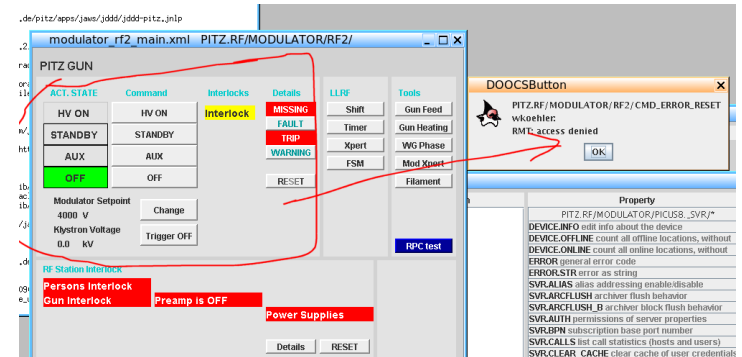 .de/pitz/apps/jaws/jddd/jddd-pitz.jnlp
modulator_rf2_main.xml PITZ.RF/MODULATOR/RF2/
PITZ GUN
ACT. STATE Command Interlocks Details LLRF Tools
HV ON HV ON Interlock MISSING Shift Gun Feed
FAULT
STANDBY STANDBY TRIP Timer Gun Heating
WARNING
AUX AUX Xpert WG Phase
FSM Mod Xpert
OFF OFF RESET Filament
Modulator Setpoint
4000 V Change
Klystron Voltage
0.0 kV Trigger OFF
RPC test
RF Station Interlock
Persons Interlock
Gun Interlock Preamp is OFF
Power Supplies
Details RESET
DOOCSButton
PITZ.RF/MODULATOR/RF2/CMD_ERROR_RESET
wkoehler:
RMT: access denied
OK
Property
PITZ.RF/MODULATOR/PICUS8._SVR/*
DEVICE.INFO edit info about the device
DEVICE.OFFLINE count all offline locations, without
DEVICE.ONLINE count all online locations, without
ERROR general error code
ERROR.STR error as string
SVR.ALIAS alias addressing enable/disable
SVR.ARCFLUSH archiver flush behavior
SVR.ARCFLUSH_B archiver block flush behavior
SVR.AUTH permissions of server properties
SVR.BPN subscription base port number
SVR.CALLS list call statistics (hosts and users)
SVR.CLEAR_CACHE clear cache of user credentials